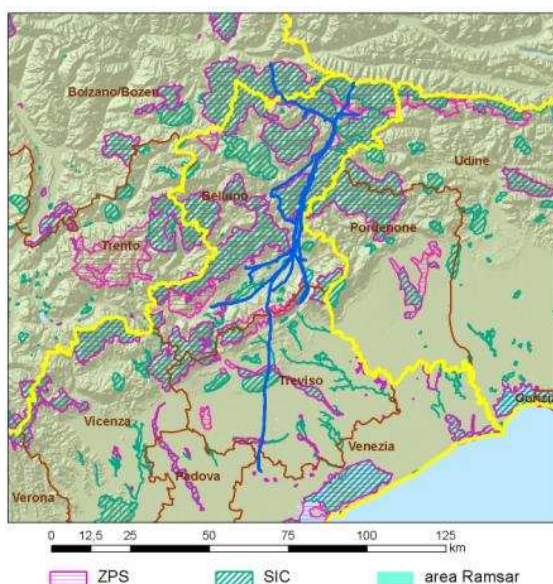 Bolzano/Bozen
Udine
Belluno
Pordenone
Trento
Treviso
Vicenza
Venezia
Padova
Verona
0 12,5 25 50 75 100 125
km
ZPS SIC area Ramsar